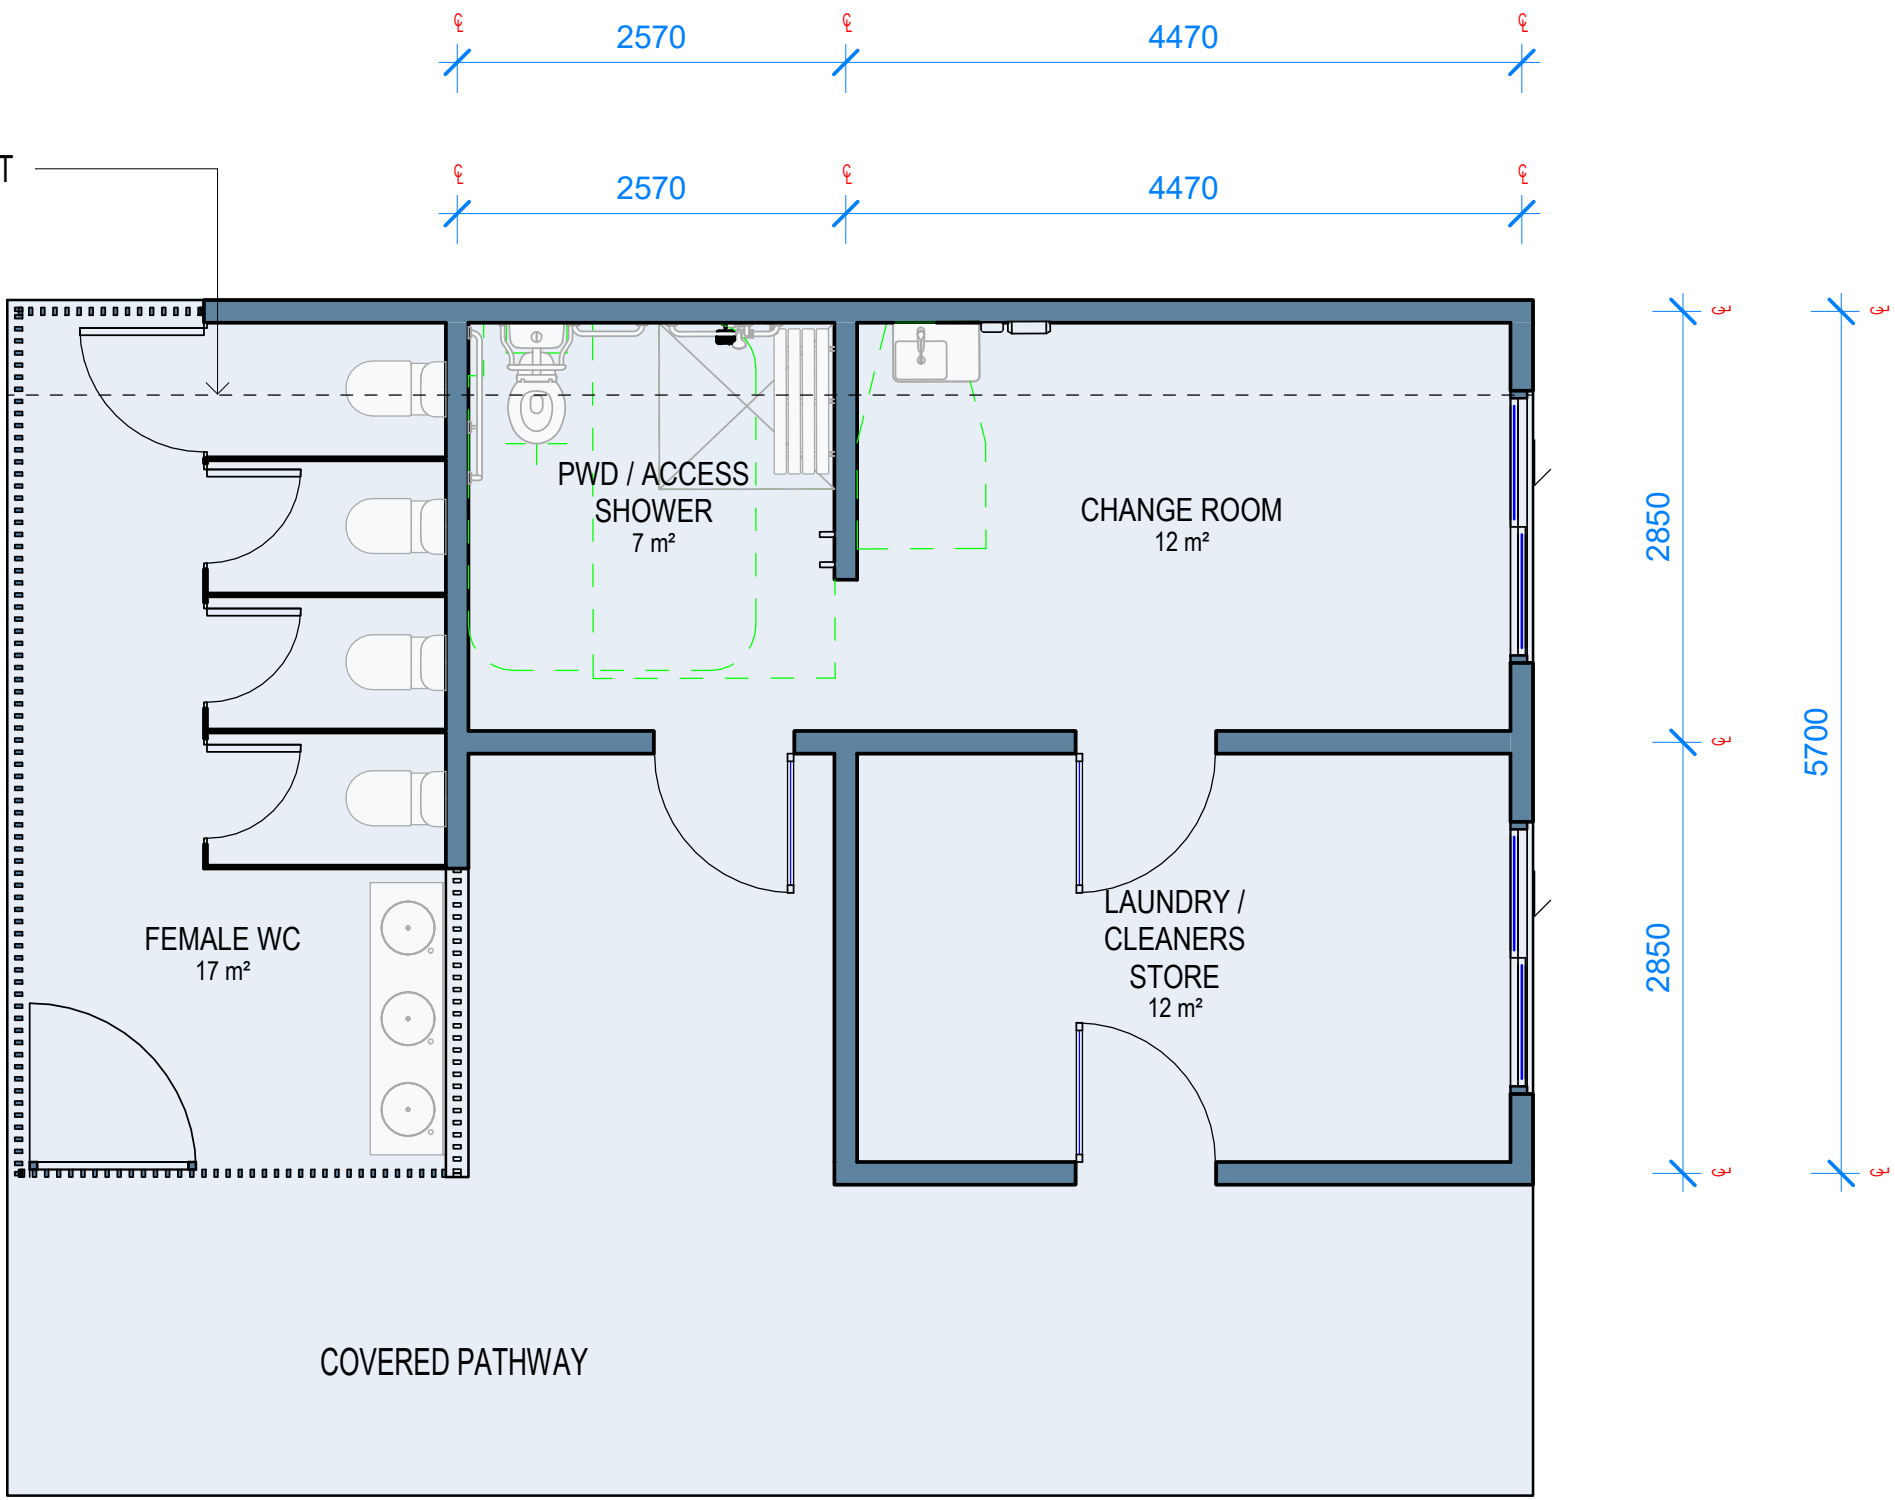 ℄ ℄ ℄
2570 4470
T
℄ ℄ ℄
2570 4470
℄ ℄
PWD / ACCESS
SHOWER
7 m²
CHANGE ROOM
12 m²
2850
℄
5700
LAUNDRY /
CLEANERS
STORE
12 m²
FEMALE WC
17 m²
2850
℄ ℄
COVERED PATHWAY